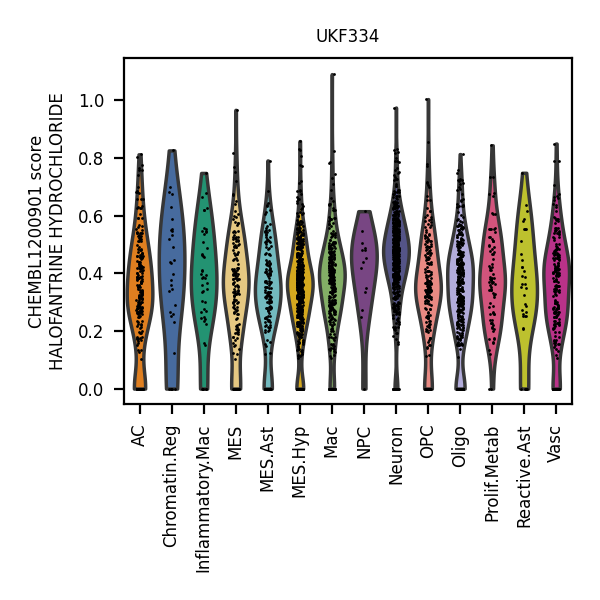 UKF334
CHEMBL1200901 score
HALOFANTRINE HYDROCHLORIDE
1.0
0.8
0.6
0.4
0.2
0.0
AC
Chromatin.Reg
Inflammatory.Mac
MES
MES.Ast
MES.Hyp
Mac
NPC
Neuron
OPC
Oligo
Prolif.Metab
Reactive.Ast
Vasc